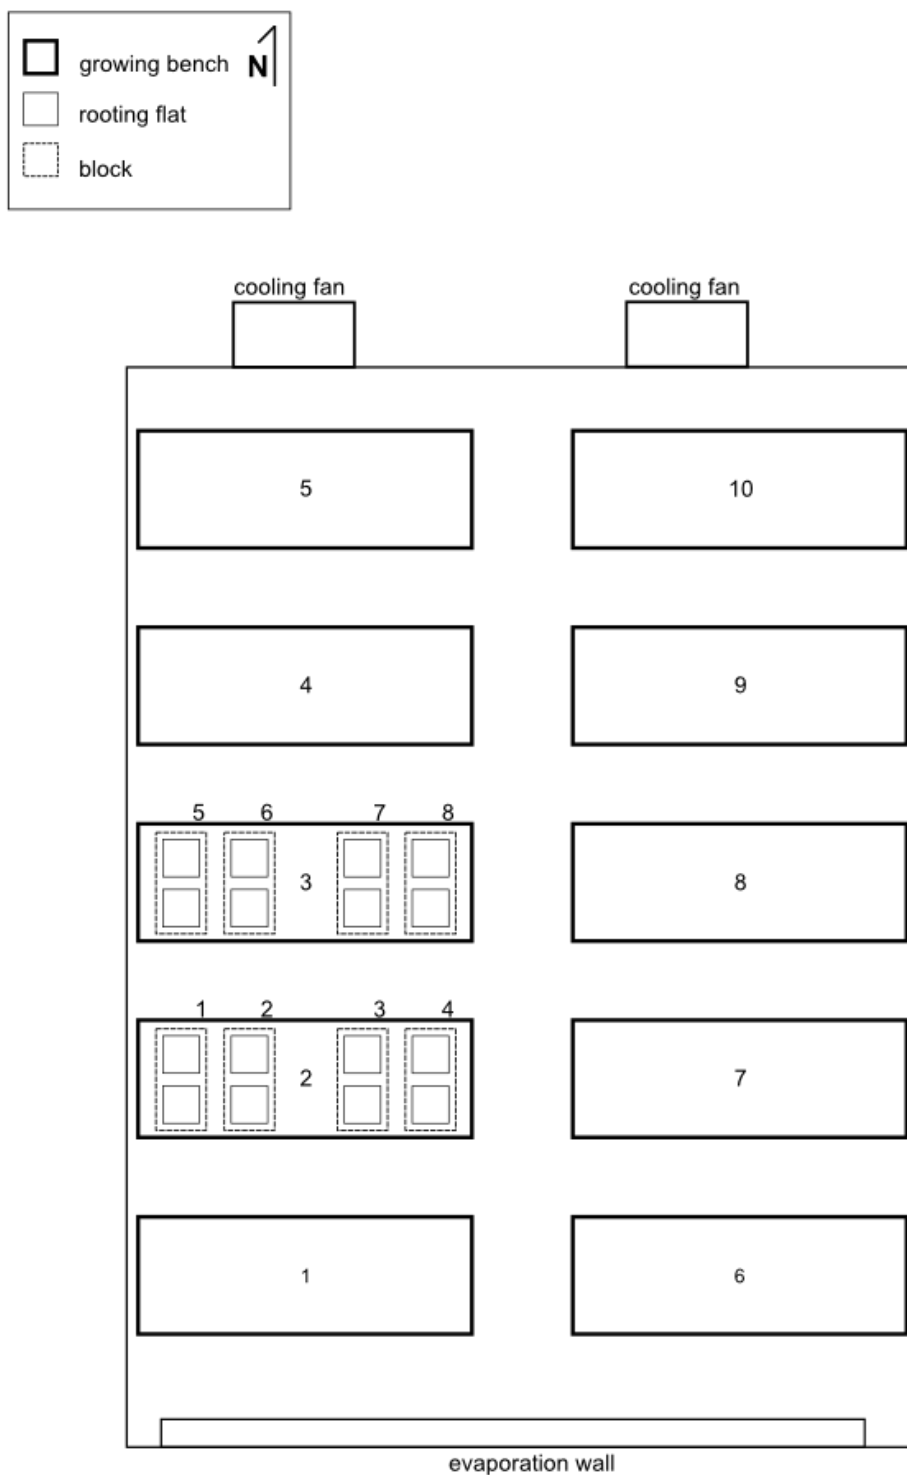 growing bench N
rooting flat
block
cooling fan cooling fan
5 10
4 9
5 6 7 8
3 8
1 2 3 4
2 7
1 6
evaporation wall